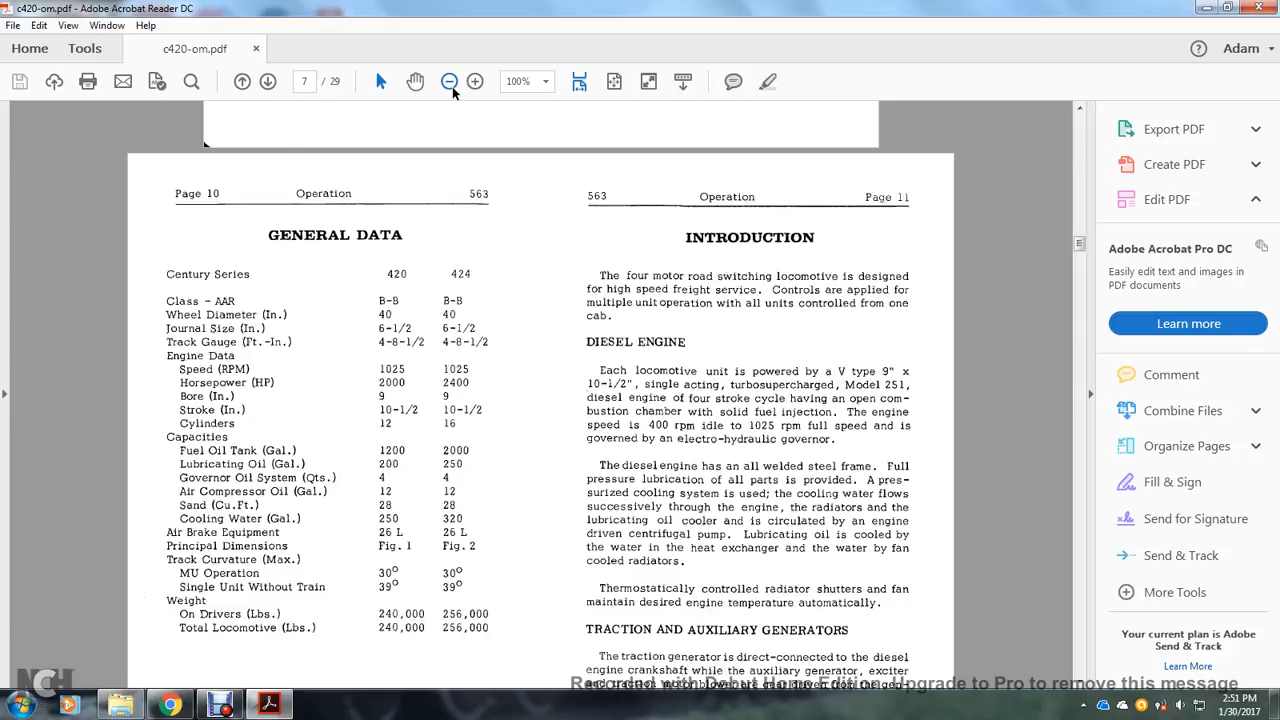 c420-om.pdf - Adobe Acrobat Reader DC
File Edit View Window Help
Home Tools c420-om.pdf × Adam
7 / 29 100%
Page 10 Operation 563
GENERAL DATA
Century Series 420 424
Class - AAR B-B B-B
Wheel Diameter (In.) 40 40
Journal Size (In.) 6-1/2 6-1/2
Track Gauge (Ft.-In.) 4-8-1/2 4-8-1/2
Engine Data
Speed (RPM) 1025 1025
Horsepower (HP) 2000 2400
Bore (In.) 9 9
Stroke (In.) 10-1/2 10-1/2
Cylinders 12 16
Capacities
Fuel Oil Tank (Gal.) 1200 2000
Lubricating Oil (Gal.) 200 250
Governor Oil System (Qts.) 4 4
Air Compressor Oil (Gal.) 12 12
Sand (Cu.Ft.) 28 28
Cooling Water (Gal.) 250 320
Air Brake Equipment 26 L 26 L
Principal Dimensions Fig. 1 Fig. 2
Track Curvature (Max.)
MU Operation 30° 30°
Single Unit Without Train 39° 39°
Weight
On Drivers (Lbs.) 240,000 256,000
Total Locomotive (Lbs.) 240,000 256,000
563 Operation Page 11
INTRODUCTION
The four motor road switching locomotive is designed
for high speed freight service. Controls are applied for
multiple unit operation with all units controlled from one
cab.
DIESEL ENGINE
Each locomotive unit is powered by a V type 9" x
10-1/2", single acting, turbosupercharged, Model 251,
diesel engine of four stroke cycle having an open com-
bustion chamber with solid fuel injection. The engine
speed is 400 rpm idle to 1025 rpm full speed and is
governed by an electro-hydraulic governor.
The diesel engine has an all welded steel frame. Full
pressure lubrication of all parts is provided. A pres-
surized cooling system is used; the cooling water flows
successively through the engine, the radiators and the
lubricating oil cooler and is circulated by an engine
driven centrifugal pump. Lubricating oil is cooled by
the water in the heat exchanger and the water by fan
cooled radiators.
Thermostatically controlled radiator shutters and fan
maintain desired engine temperature automatically.
TRACTION AND AUXILIARY GENERATORS
The traction generator is direct-connected to the diesel
engine crankshaft while the auxiliary generator, exciter
Export PDF
Create PDF
Edit PDF
Adobe Acrobat Pro DC
Easily edit text and images in
PDF documents
Learn more
Comment
Combine Files
Organize Pages
Fill & Sign
Send for Signature
Send & Track
More Tools
Your current plan is Adobe
Send & Track
Learn More
NCH
Recorded with Debut Home Edition. Upgrade to Pro to remove this message
2:51 PM
1/30/2017